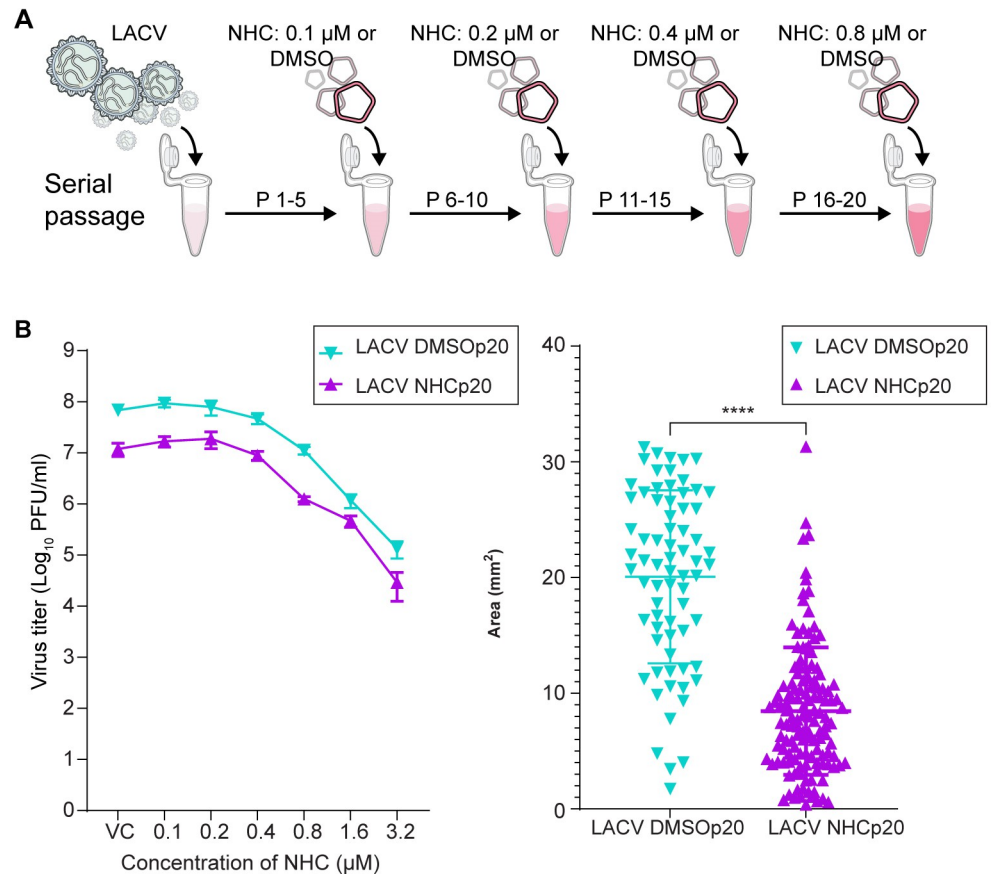 A
LACV
NHC: 0.1 µM or
DMSO
NHC: 0.2 µM or
DMSO
NHC: 0.4 µM or
DMSO
NHC: 0.8 µM or
DMSO
Serial
passage
P 1-5
P 6-10
P 11-15
P 16-20
B
LACV DMSOp20
LACV NHCp20
Virus titer (Log10 PFU/ml)
9
8
7
6
5
4
3
2
1
0
VC 0.1 0.2 0.4 0.8 1.6 3.2
Concentration of NHC (µM)
LACV DMSOp20
LACV NHCp20
****
Area (mm²)
40
30
20
10
0
LACV DMSOp20 LACV NHCp20